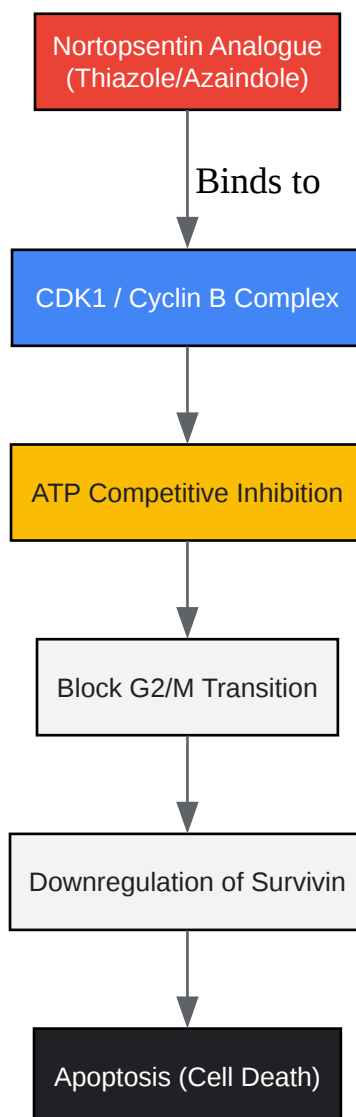 Nortopsentin Analogue
(Thiazole/Azaindole)
Binds to
CDK1 / Cyclin B Complex
ATP Competitive Inhibition
Block G2/M Transition
Downregulation of Survivin
Apoptosis (Cell Death)